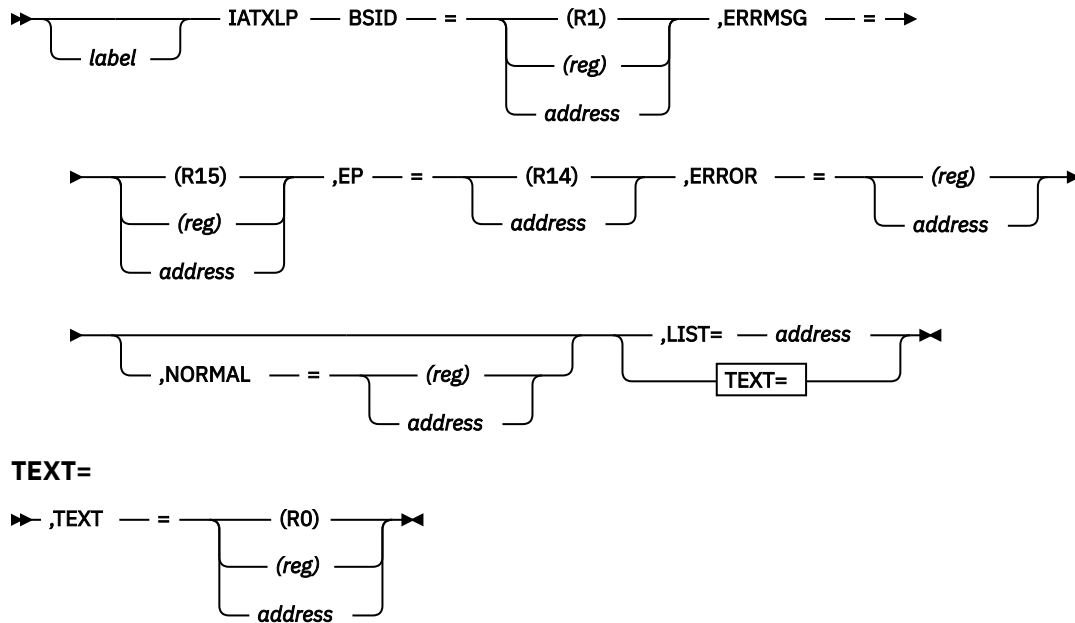 IATXLP BSID = (R1) ,ERRMSG =
label (reg)
address
(R15) ,EP = (R14) ,ERROR = (reg)
(reg) address address
address
,LIST= address
,NORMAL = (reg) TEXT=
address
TEXT=
,TEXT = (R0)
(reg)
address